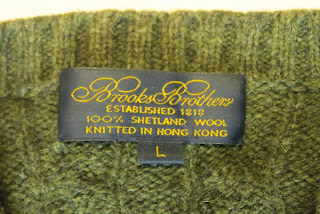 Brooks Brothers
ESTABLISHED 1818
100% SHETLAND WOOL
KNITTED IN HONG KONG
L